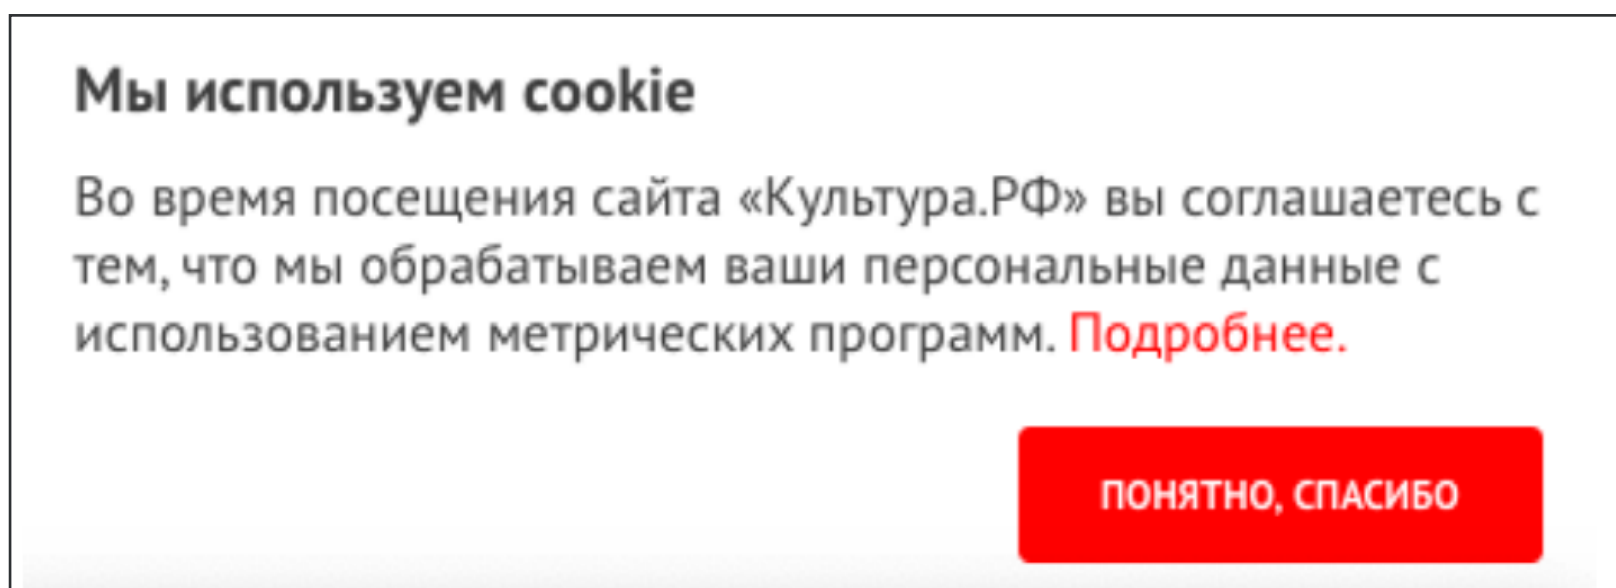 Мы используем cookie
Во время посещения сайта «Культура.РФ» вы соглашаетесь с
тем, что мы обрабатываем ваши персональные данные с
использованием метрических программ. Подробнее.
ПОНЯТНО, СПАСИБО